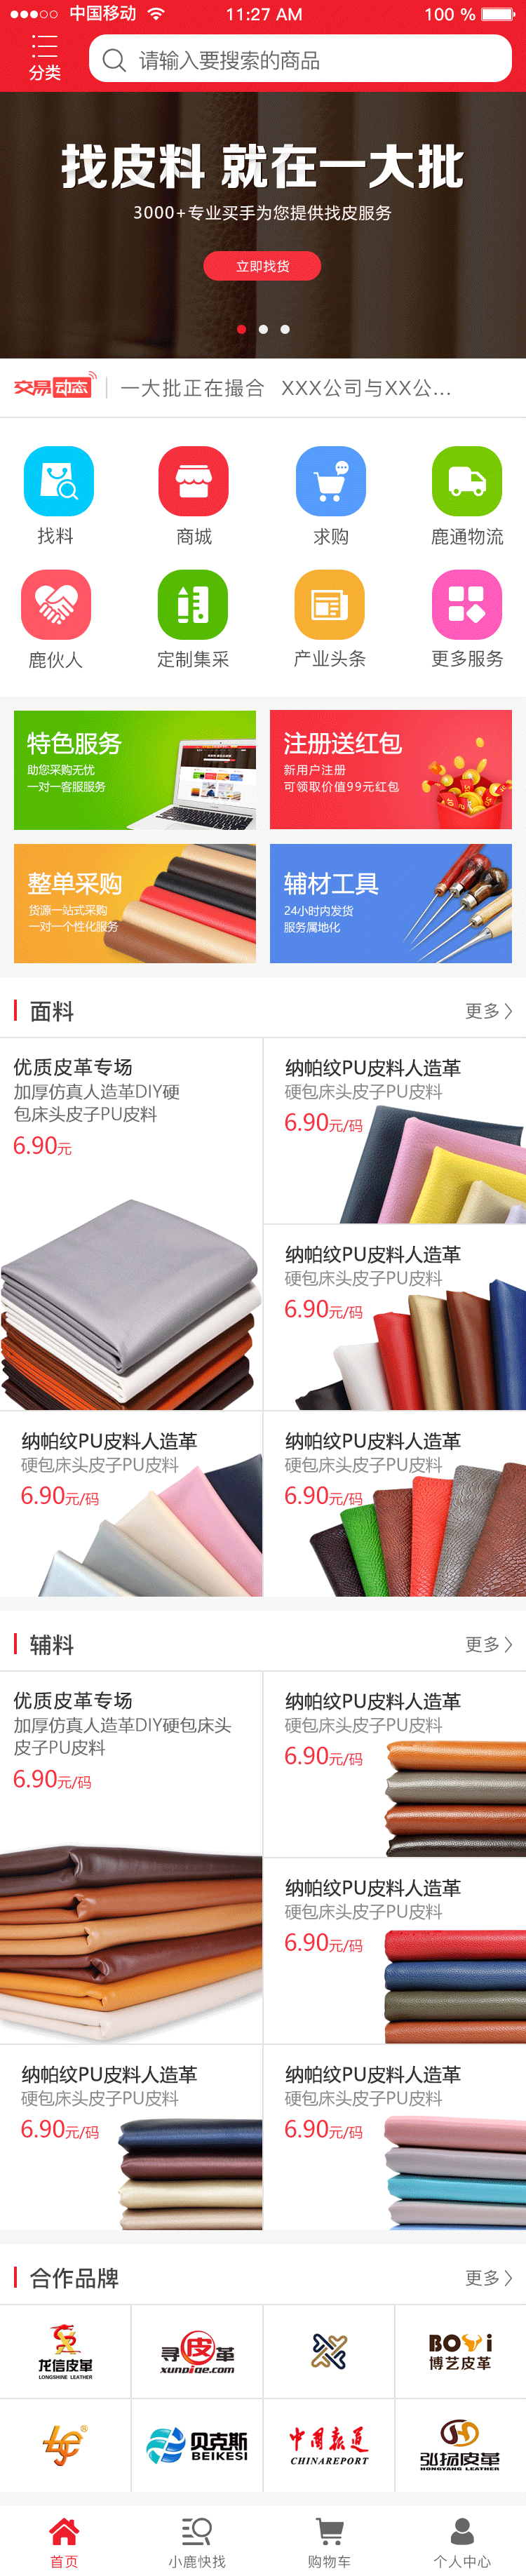 中国移动 11:27 AM 100 %
分类 请输入要搜索的商品
找皮料 就在一大批
3000+专业买手为您提供找皮服务
立即找货
交易动态 一大批正在撮合 XXX公司与XX公...
找料 商城 求购 鹿通物流
鹿伙人 定制集采 产业头条 更多服务
特色服务
助您采购无忧
一对一客服服务
注册送红包
新用户注册
可领取价值99元红包
整单采购
货源一站式采购
一对一个性化服务
辅材工具
24小时内发货
服务属地化
面料 更多
优质皮革专场
加厚仿真人造革DIY硬
包床头皮子PU皮料
6.90元
纳帕纹PU皮料人造革
硬包床头皮子PU皮料
6.90元/码
纳帕纹PU皮料人造革
硬包床头皮子PU皮料
6.90元/码
纳帕纹PU皮料人造革
硬包床头皮子PU皮料
6.90元/码
纳帕纹PU皮料人造革
硬包床头皮子PU皮料
6.90元/码
辅料 更多
优质皮革专场
加厚仿真人造革DIY硬包床头
皮子PU皮料
6.90元/码
纳帕纹PU皮料人造革
硬包床头皮子PU皮料
6.90元/码
纳帕纹PU皮料人造革
硬包床头皮子PU皮料
6.90元/码
纳帕纹PU皮料人造革
硬包床头皮子PU皮料
6.90元/码
纳帕纹PU皮料人造革
硬包床头皮子PU皮料
6.90元/码
合作品牌 更多
龙信皮革
LONGSHINE LEATHER
寻皮革
xunpige.com
BOYi
博艺皮革
贝克斯
BEIKESI
中国报道
CHINAREPORT
弘扬皮革
HONGYANG LEATHER
首页 小鹿快找 购物车 个人中心